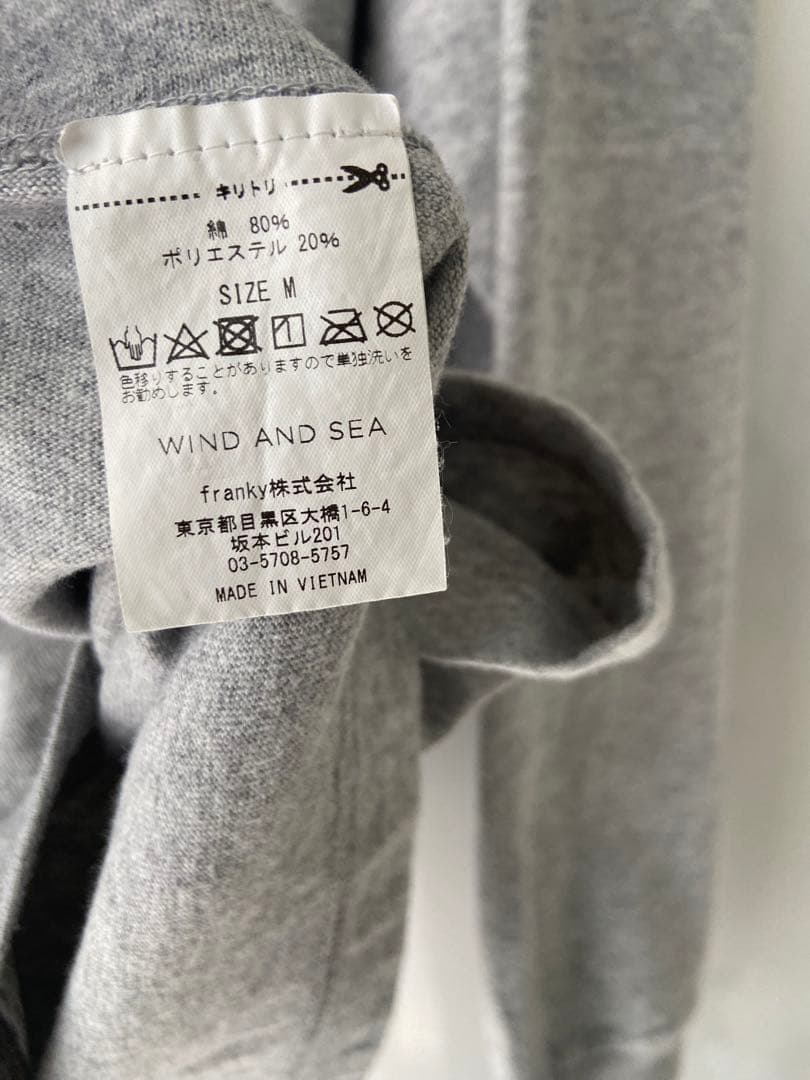 キリトリ
綿 80%
ポリエステル 20%
SIZE M
色移りすることがありますので単独洗いを
お勧めします。
WIND AND SEA
franky株式会社
東京都目黒区大橋1-6-4
坂本ビル201
03-5708-5757
MADE IN VIETNAM